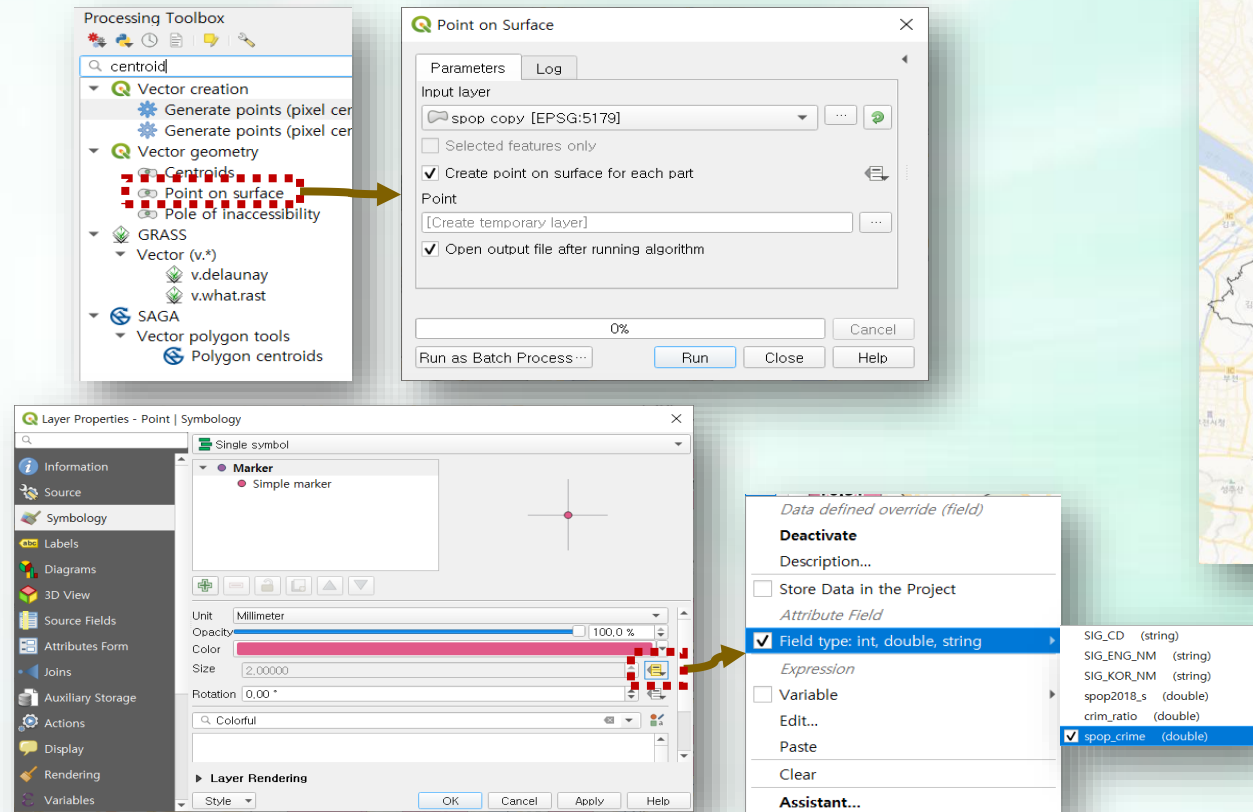 Processing Toolbox
centroid
Vector creation
Generate points (pixel cer
Generate points (pixel cer
Vector geometry
Centroids
Point on surface
Pole of inaccessibility
GRASS
Vector (v.*)
v.delaunay
v.what.rast
SAGA
Vector polygon tools
Polygon centroids
Point on Surface
Parameters
Log
Input layer
spop copy [EPSG:5179]
Selected features only
Create point on surface for each part
Point
[Create temporary layer]
Open output file after running algorithm
0%
Cancel
Run as Batch Process...
Run
Close
Help
Layer Properties - Point | Symbology
Information
Source
Symbology
abc Labels
Diagrams
3D View
Source Fields
Attributes Form
Joins
Auxiliary Storage
Actions
Display
Rendering
Variables
Single symbol
Marker
Simple marker
Unit Millimeter
Opacity 100,0 %
Color
Size 2,00000
Rotation 0,00 °
Colorful
Layer Rendering
Style
OK
Cancel
Apply
Help
Data defined override (field)
Deactivate
Description...
Store Data in the Project
Attribute Field
Field type: int, double, string
Expression
Variable
Edit...
Paste
Clear
Assistant...
SIG_CD (string)
SIG_ENG_NM (string)
SIG_KOR_NM (string)
spop2018_s (double)
crim_ratio (double)
spop_crime (double)